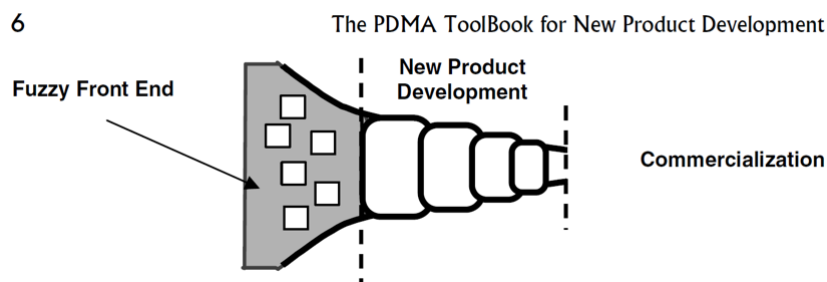 6
The PDMA ToolBook for New Product Development
Fuzzy Front End
New Product
Development
Commercialization